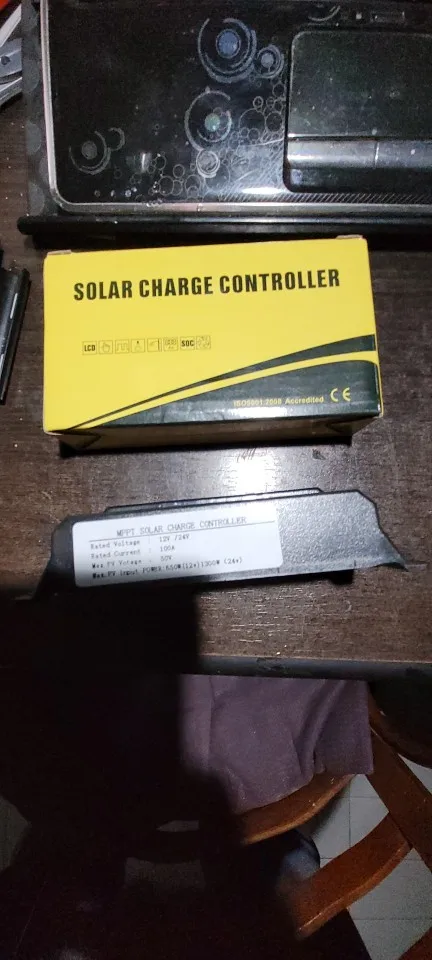 SOLAR CHARGE CONTROLLER
LCD SOC
ISO9001:2008 Accredited CE
MPPT SOLAR CHARGE CONTROLLER
Rated Voltage : 12V /24V
Rated Current : 100A
Max.PV Votage : 50V
Max.PV input POWER:650W(12v)1300W (24v)